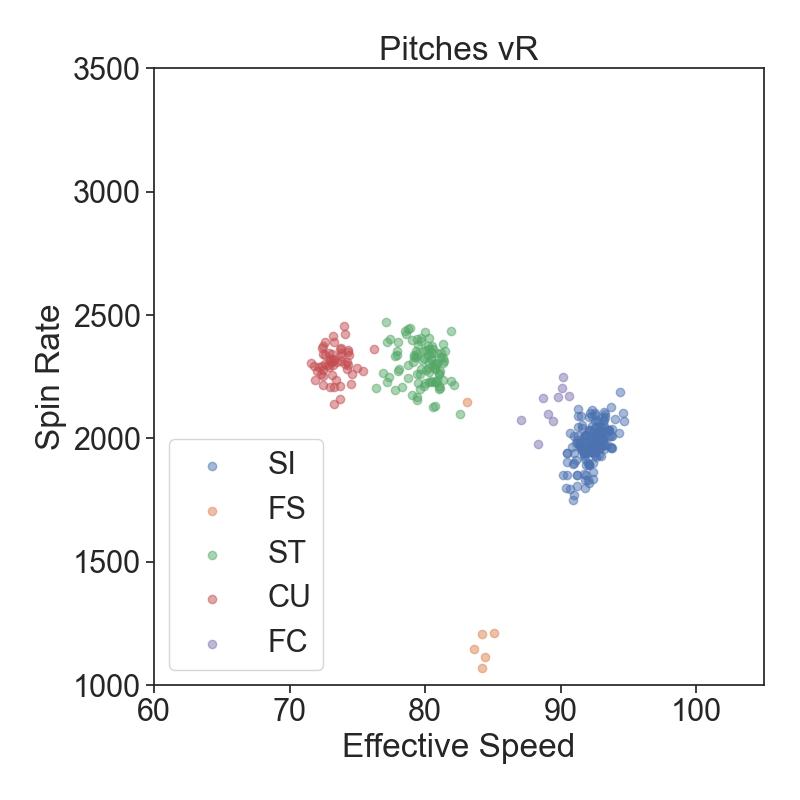 Pitches vR
3500
3000
2500
2000
1500
1000
Spin Rate
SI
FS
ST
CU
FC
60 70 80 90 100
Effective Speed